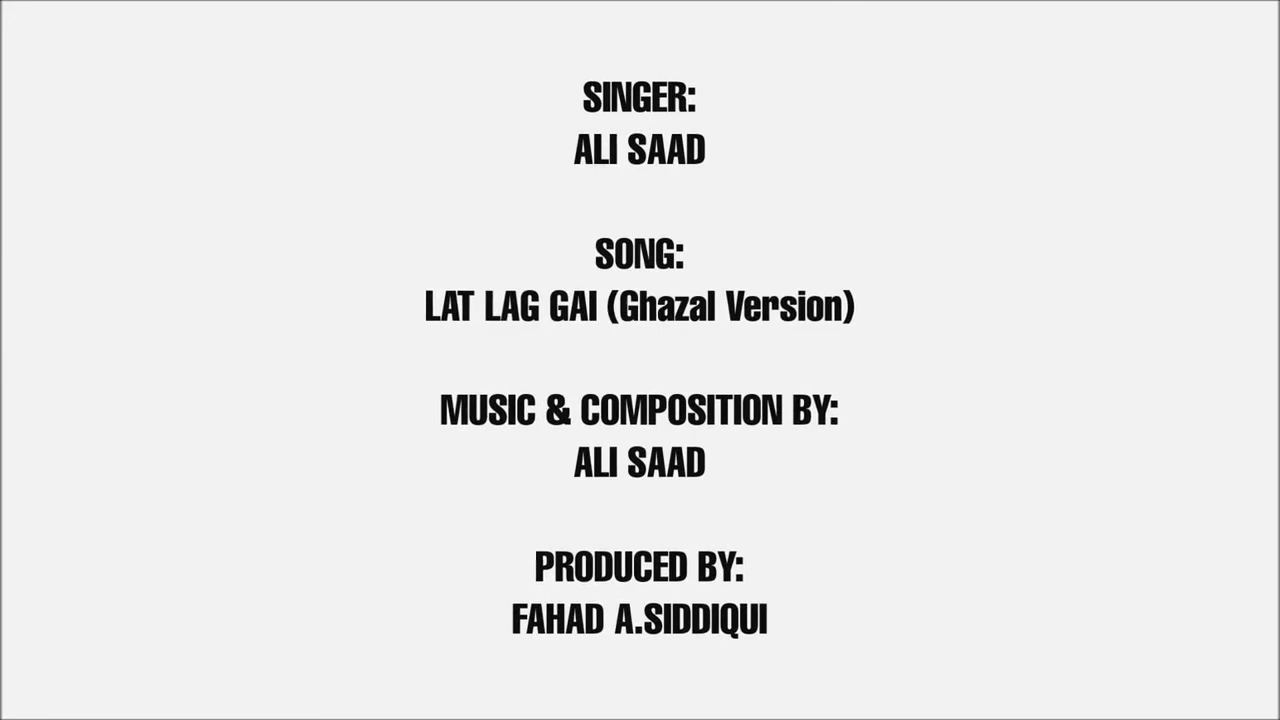 SINGER:
ALI SAAD
SONG:
LAT LAG GAI (Ghazal Version)
MUSIC & COMPOSITION BY:
ALI SAAD
PRODUCED BY:
FAHAD A.SIDDIQUI